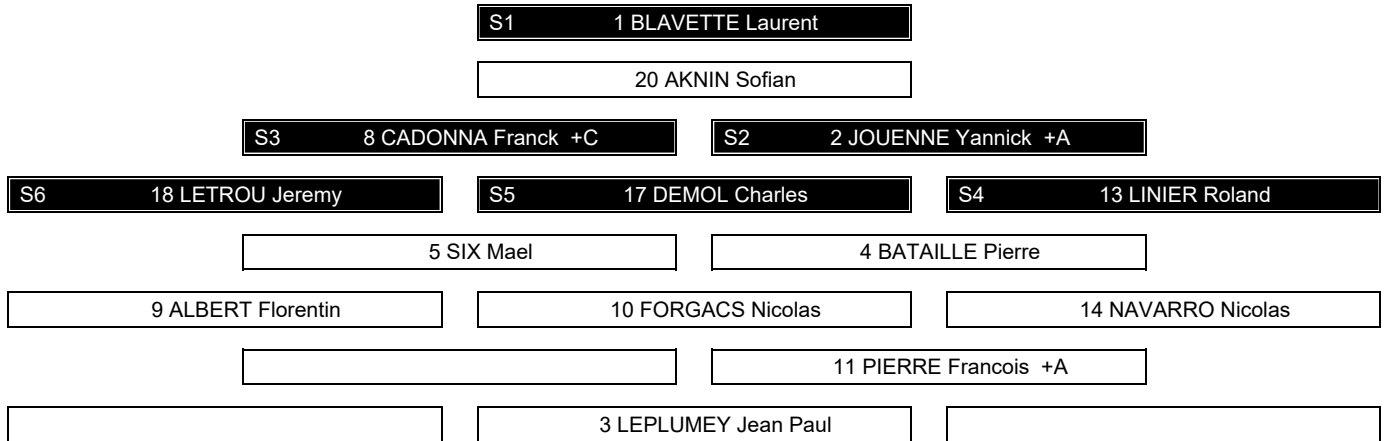 S1 1 BLAVETTE Laurent
20 AKNIN Sofian
S3 8 CADONNA Franck +C S2 2 JOUENNE Yannick +A
S6 18 LETROU Jeremy S5 17 DEMOL Charles S4 13 LINIER Roland
5 SIX Mael 4 BATAILLE Pierre
9 ALBERT Florentin 10 FORGACS Nicolas 14 NAVARRO Nicolas
11 PIERRE Francois +A
3 LEPLUMEY Jean Paul